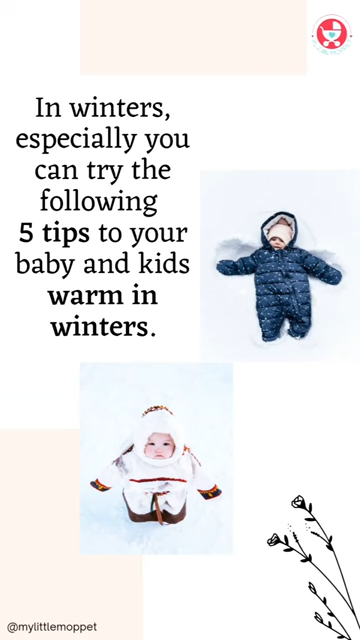 In winters,
especially you
can try the
following
5 tips to your
baby and kids
warm in
winters.
@mylittlemoppet